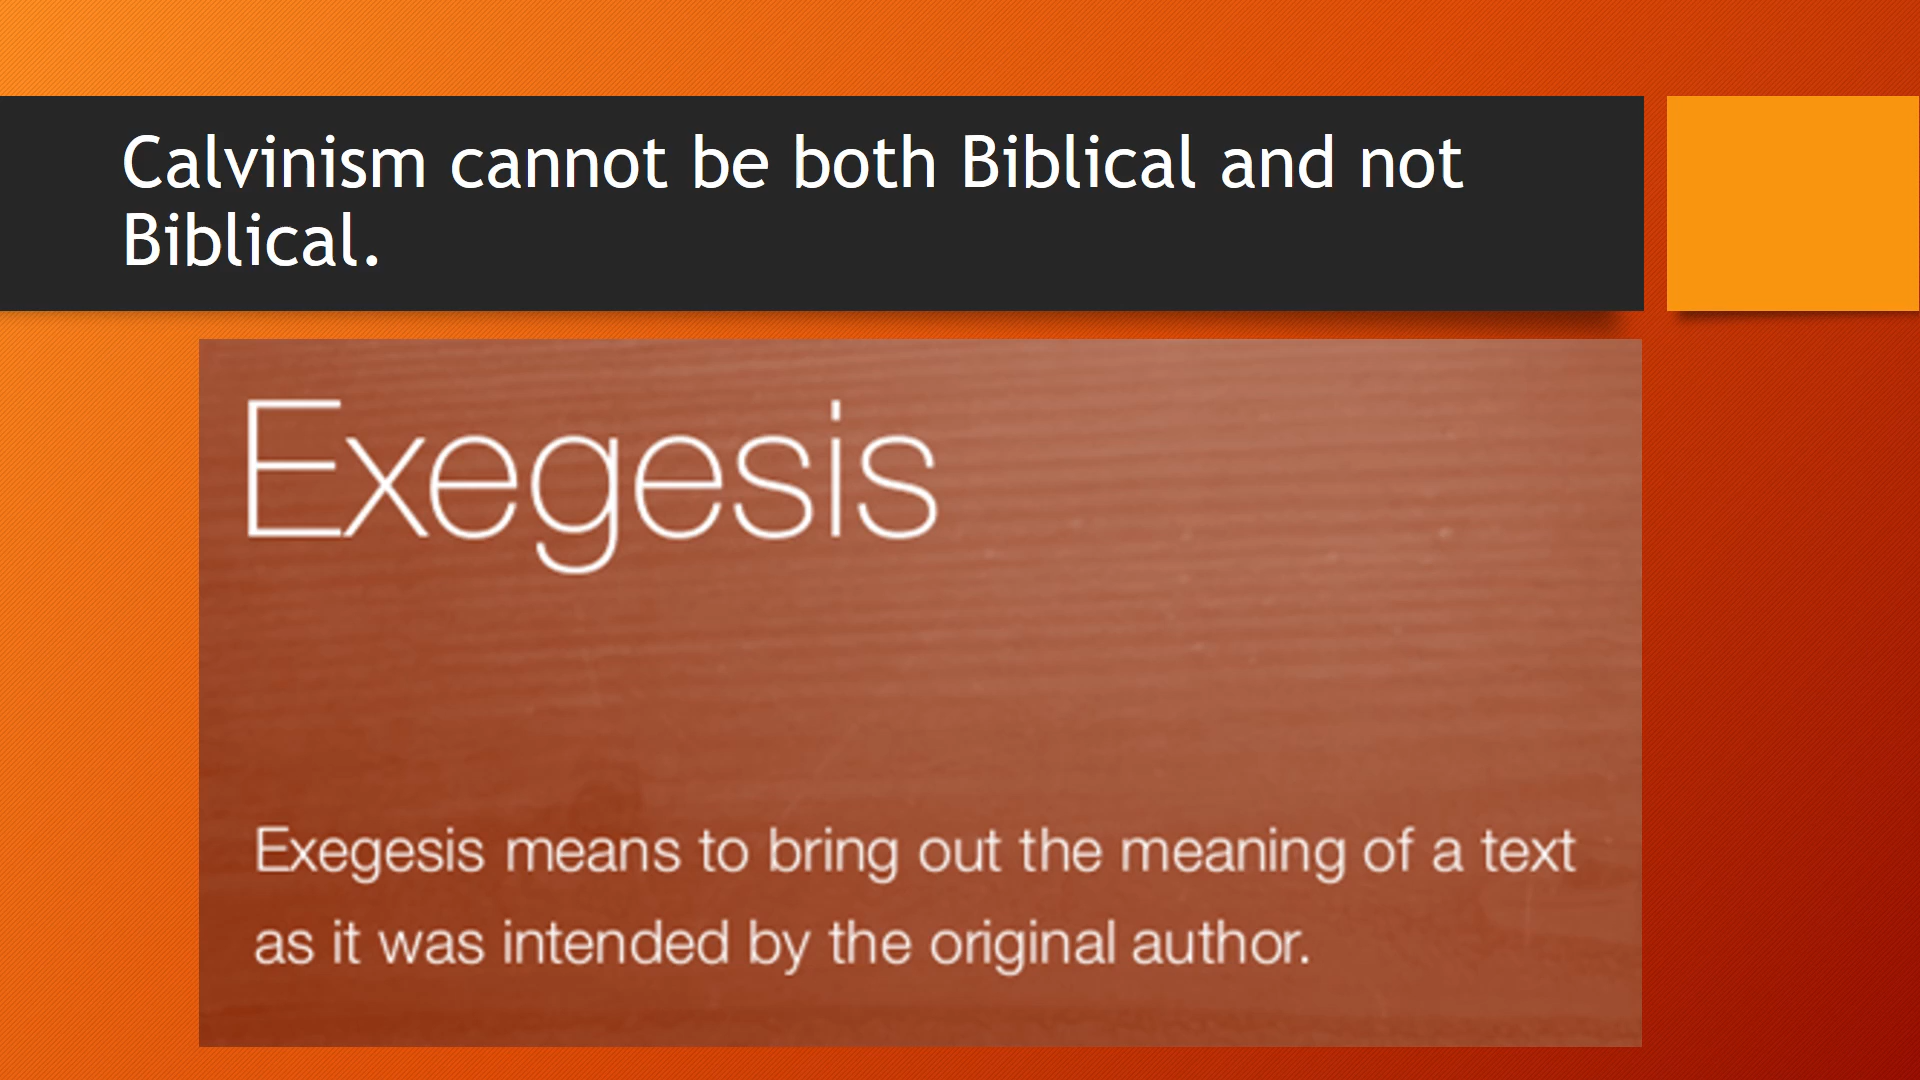 Calvinism cannot be both Biblical and not
Biblical.
Exegesis
Exegesis means to bring out the meaning of a text
as it was intended by the original author.